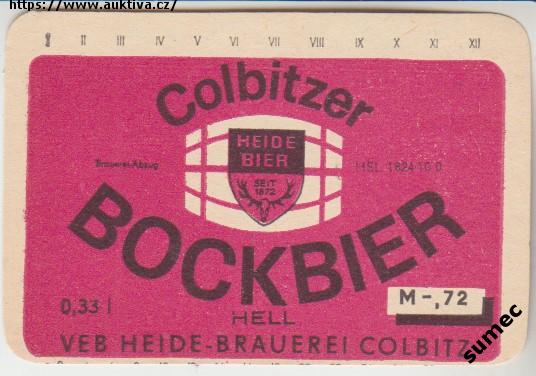 https://www.auktiva.cz/
I II III IV V VI VII VIII IX X XI XII
Colbitzer
HEIDE
BIER
SEIT
1872
Brauerei-Abzug
HSL 1824 10 0
BOCKBIER
HELL
0,33 l
M -,72
VEB HEIDE-BRAUEREI COLBITZ
sumec